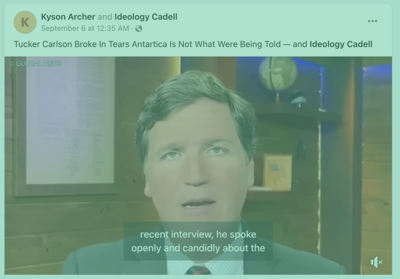 K
Kyson Archer and Ideology Cadell
September 6 at 12:35 AM ·
Tucker Carlson Broke In Tears Antartica Is Not What Were Being Told — and Ideology Cadell
recent interview, he spoke
openly and candidly about the